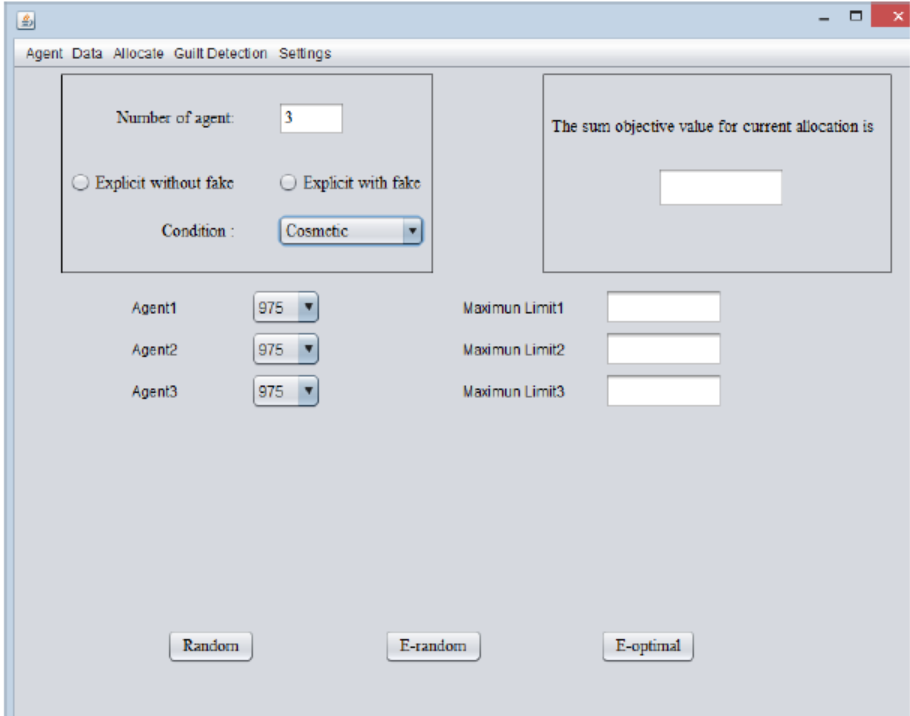 Agent Data Allocate Guilt Detection Settings
Number of agent: 3
The sum objective value for current allocation is
Explicit without fake Explicit with fake
Condition : Cosmetic
Agent1 975 Maximun Limit1
Agent2 975 Maximun Limit2
Agent3 975 Maximun Limit3
Random E-random E-optimal